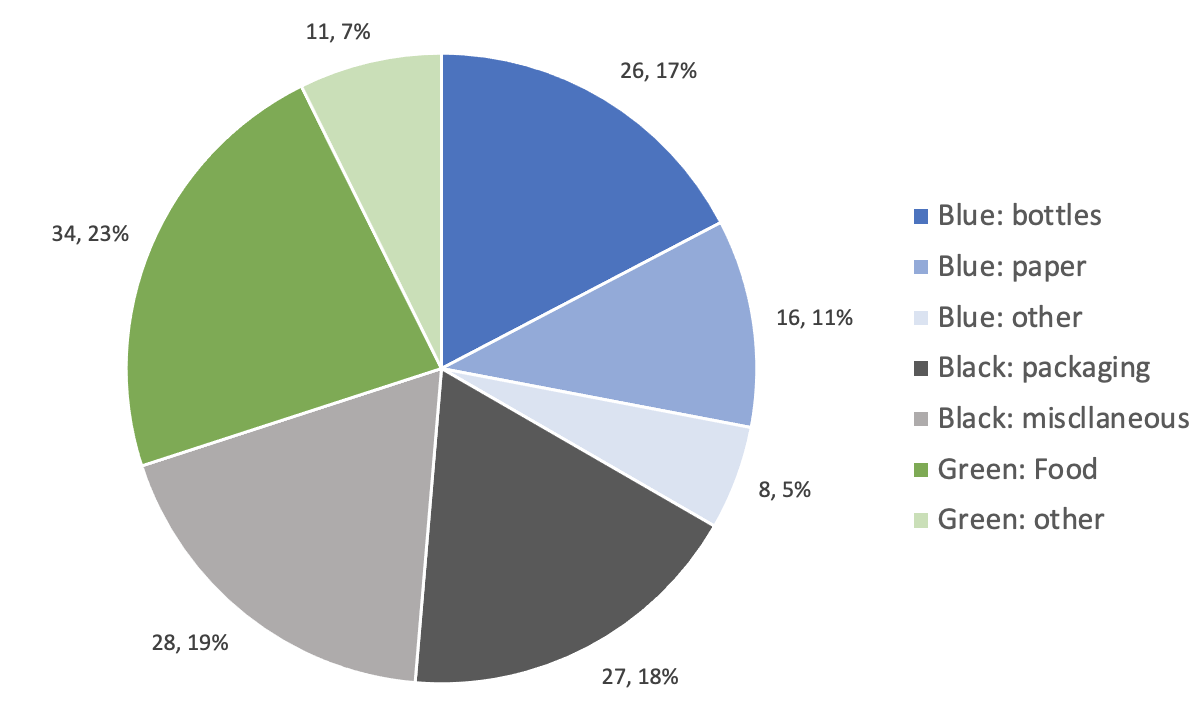 11, 7%
26, 17%
34, 23%
16, 11%
8, 5%
28, 19%
27, 18%
Blue: bottles
Blue: paper
Blue: other
Black: packaging
Black: miscllaneous
Green: Food
Green: other